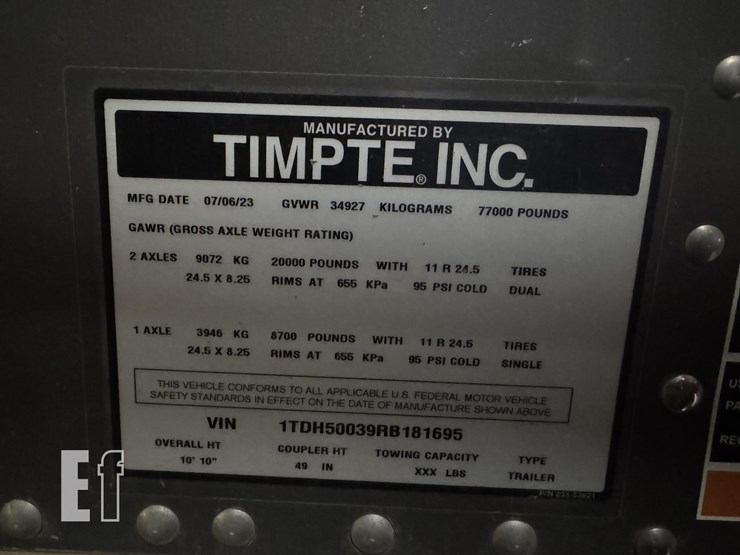 MANUFACTURED BY
TIMPTE® INC.
MFG DATE 07/06/23 GVWR 34927 KILOGRAMS 77000 POUNDS
GAWR (GROSS AXLE WEIGHT RATING)
2 AXLES 9072 KG 20000 POUNDS WITH 11 R 24.5 TIRES
24.5 X 8.25 RIMS AT 655 KPa 95 PSI COLD DUAL
1 AXLE 3946 KG 8700 POUNDS WITH 11 R 24.5 TIRES
24.5 X 8.25 RIMS AT 655 KPa 95 PSI COLD SINGLE
THIS VEHICLE CONFORMS TO ALL APPLICABLE U.S. FEDERAL MOTOR VEHICLE
SAFETY STANDARDS IN EFFECT ON THE DATE OF MANUFACTURE SHOWN ABOVE
VIN 1TDH50039RB181695
OVERALL HT COUPLER HT TOWING CAPACITY TYPE
10' 10" 49 IN XXX LBS TRAILER
P/N
Ef